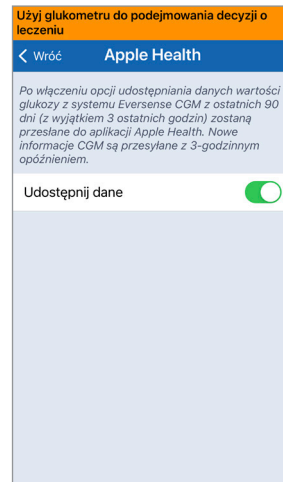 Użyj glukometru do podejmowania decyzji o
leczeniu
Wróć Apple Health
Po włączeniu opcji udostępniania danych wartości
glukozy z systemu Eversense CGM z ostatnich 90
dni (z wyjątkiem 3 ostatnich godzin) zostaną
przesłane do aplikacji Apple Health. Nowe
informacje CGM są przesyłane z 3-godzinnym
opóźnieniem.
Udostępnij dane